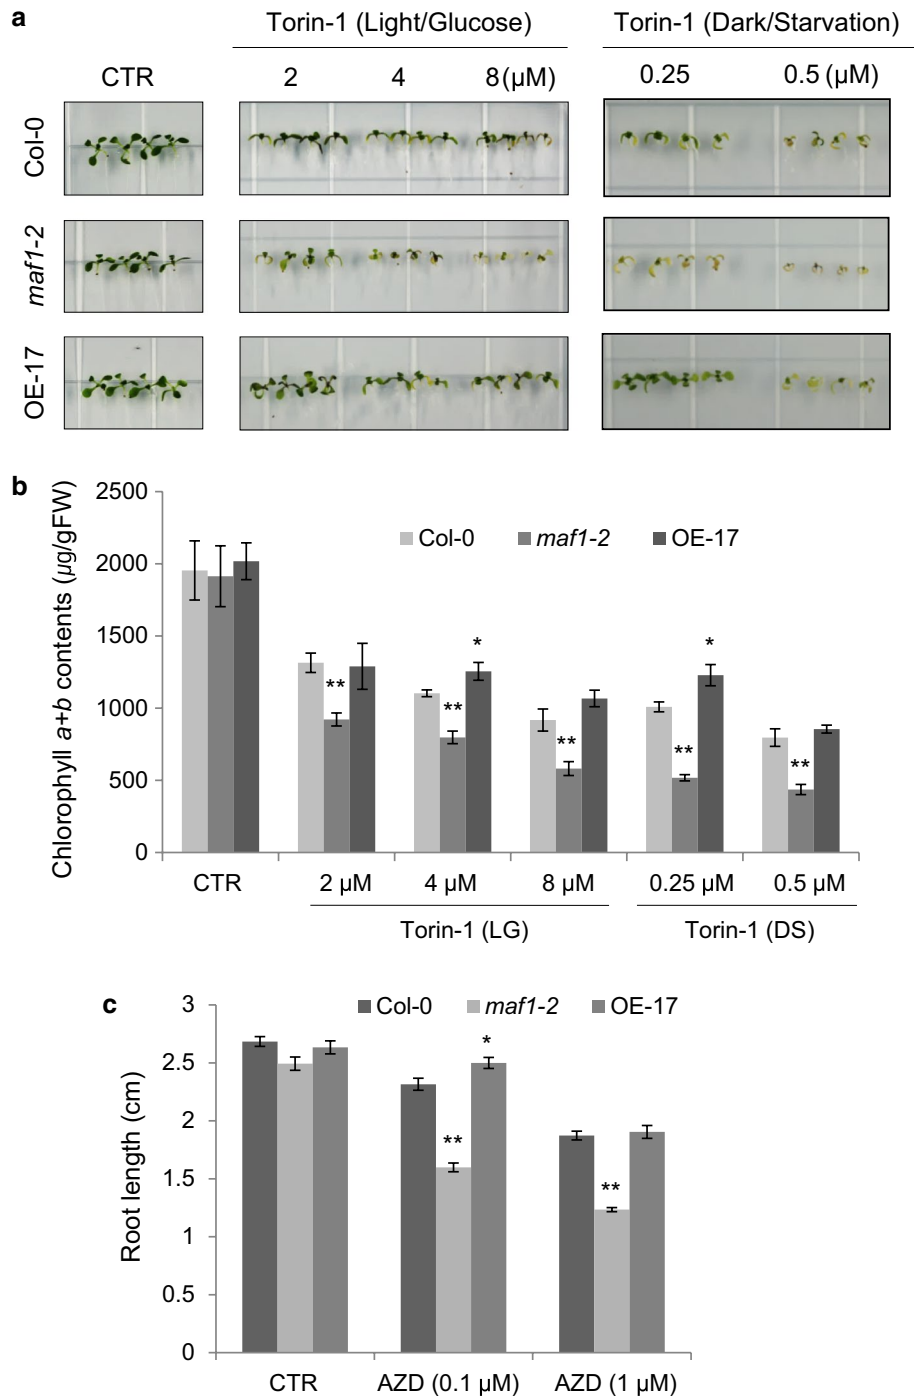 a
Torin-1 (Light/Glucose)
Torin-1 (Dark/Starvation)
CTR
2
4
8 (µM)
0.25
0.5 (µM)
Col-0
maf1-2
OE-17
b
Chlorophyll a+b contents (µg/gFW)
2500
2000
1500
1000
500
0
Col-0
maf1-2
OE-17
**
**
*
**
**
*
**
CTR
2 µM
4 µM
8 µM
0.25 µM
0.5 µM
Torin-1 (LG)
Torin-1 (DS)
c
Root length (cm)
3
2.5
2
1.5
1
0.5
0
Col-0
maf1-2
OE-17
**
*
**
CTR
AZD (0.1 µM)
AZD (1 µM)